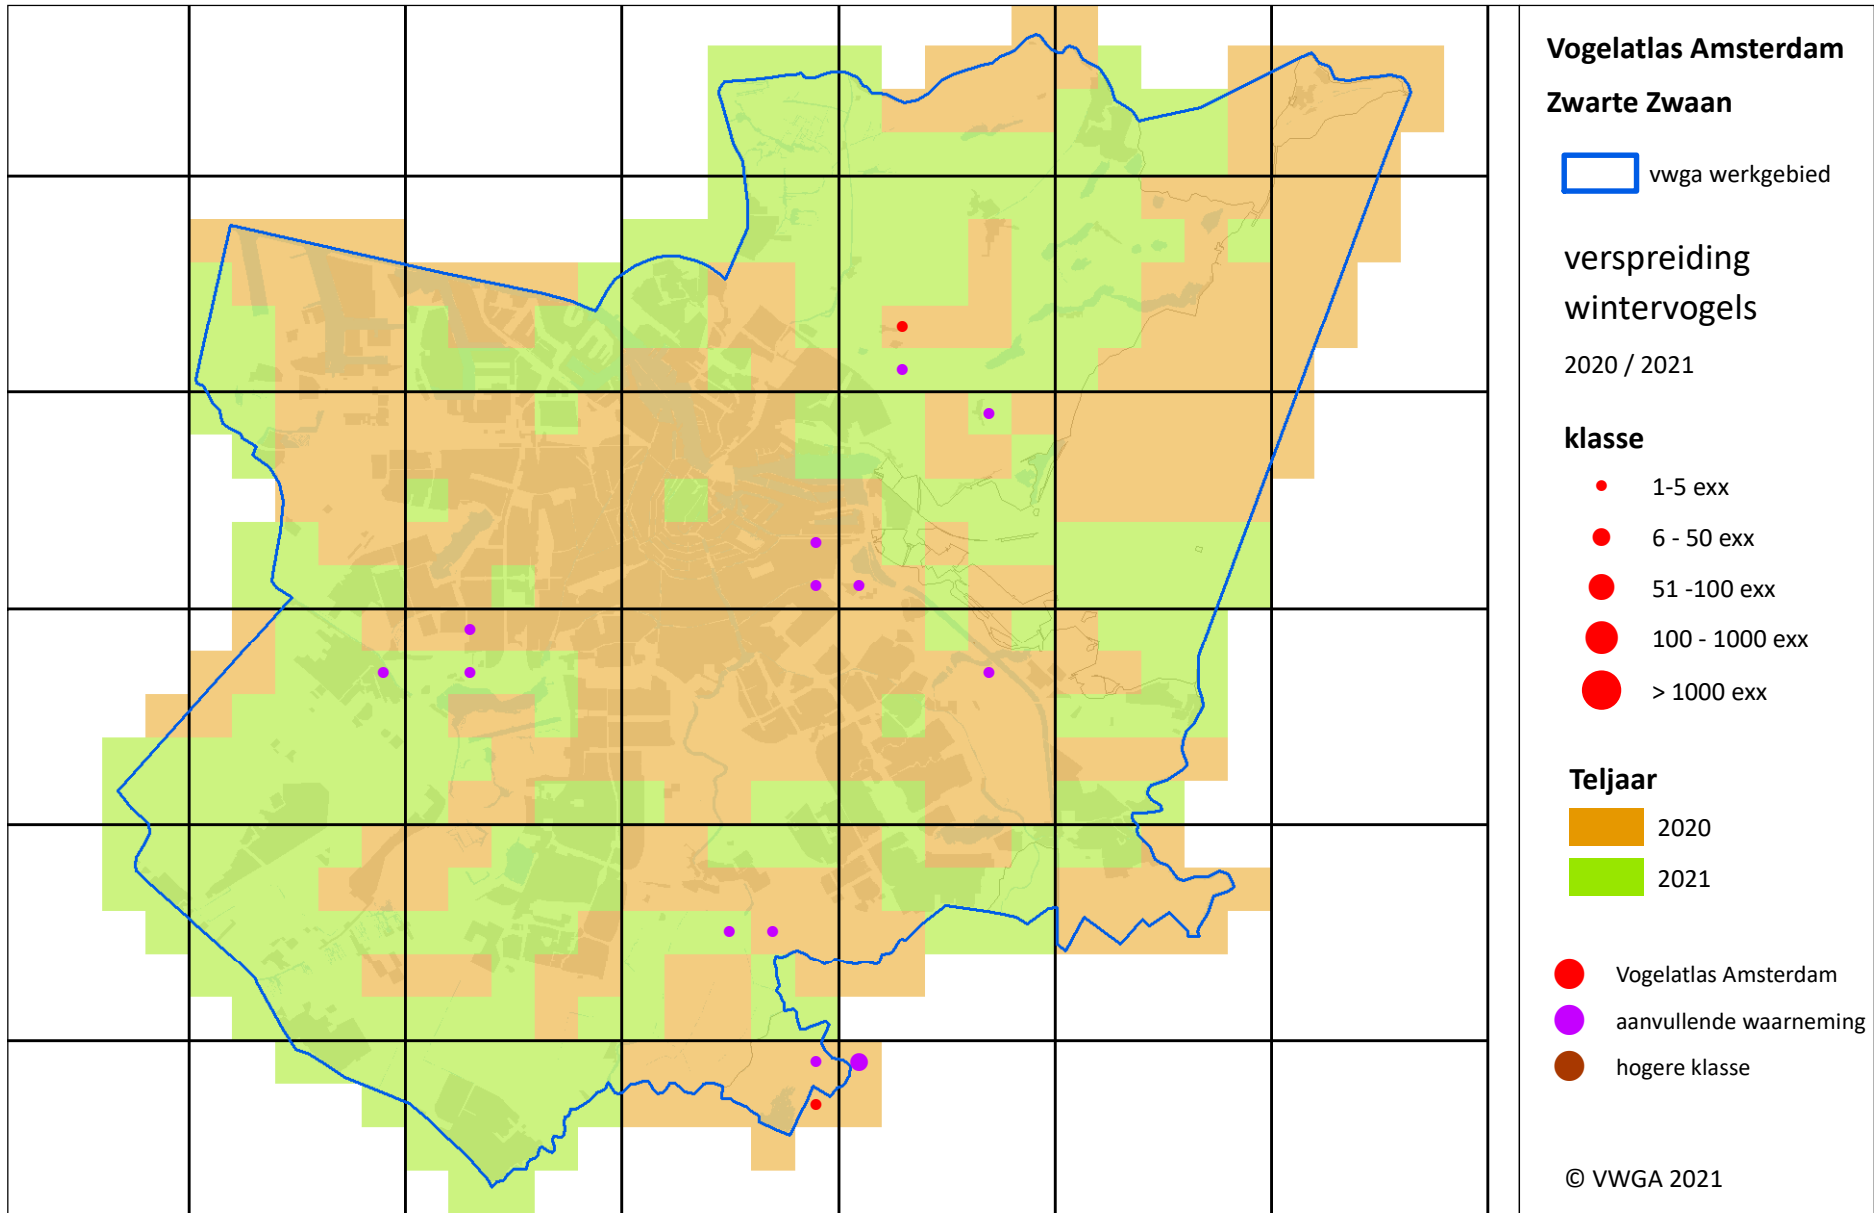 Vogelatlas Amsterdam
Zwarte Zwaan
vwga werkgebied
verspreiding
wintervogels
2020 / 2021
klasse
1-5 exx
6 - 50 exx
51 -100 exx
100 - 1000 exx
> 1000 exx
Teljaar
2020
2021
Vogelatlas Amsterdam
aanvullende waarneming
hogere klasse
© VWGA 2021